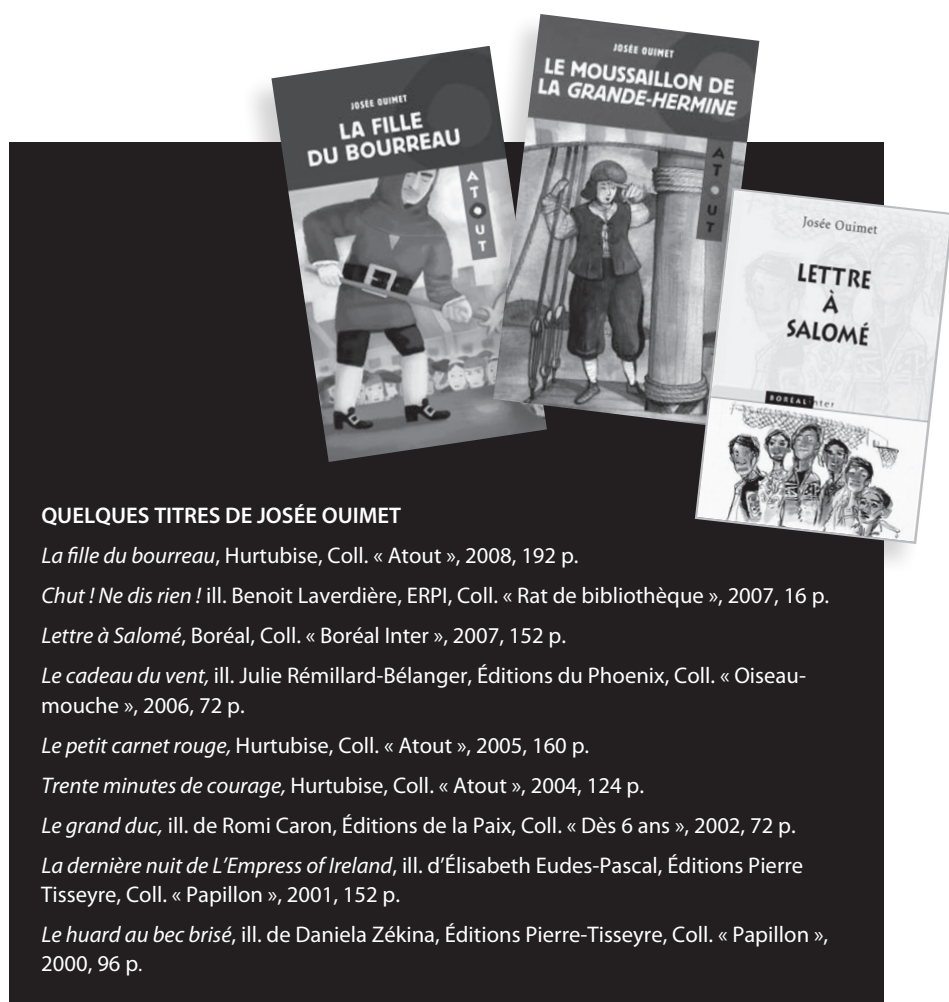 JOSÉE OUIMET
LA FILLE
DU BOURREAU
ATOUT
JOSÉE OUIMET
LE MOUSSAILLON DE
LA GRANDE-HERMINE
ATOUT
Josée Ouimet
LETTRE
À
SALOMÉ
BORÉAL inter
QUELQUES TITRES DE JOSÉE OUIMET
La fille du bourreau, Hurtubise, Coll. « Atout », 2008, 192 p.
Chut ! Ne dis rien ! ill. Benoit Laverdière, ERPI, Coll. « Rat de bibliothèque », 2007, 16 p.
Lettre à Salomé, Boréal, Coll. « Boréal Inter », 2007, 152 p.
Le cadeau du vent, ill. Julie Rémillard-Bélanger, Éditions du Phoenix, Coll. « Oiseau-
mouche », 2006, 72 p.
Le petit carnet rouge, Hurtubise, Coll. « Atout », 2005, 160 p.
Trente minutes de courage, Hurtubise, Coll. « Atout », 2004, 124 p.
Le grand duc, ill. de Romi Caron, Éditions de la Paix, Coll. « Dès 6 ans », 2002, 72 p.
La dernière nuit de L'Empress of Ireland, ill. d'Élisabeth Eudes-Pascal, Éditions Pierre
Tisseyre, Coll. « Papillon », 2001, 152 p.
Le huard au bec brisé, ill. de Daniela Zékina, Éditions Pierre-Tisseyre, Coll. « Papillon »,
2000, 96 p.